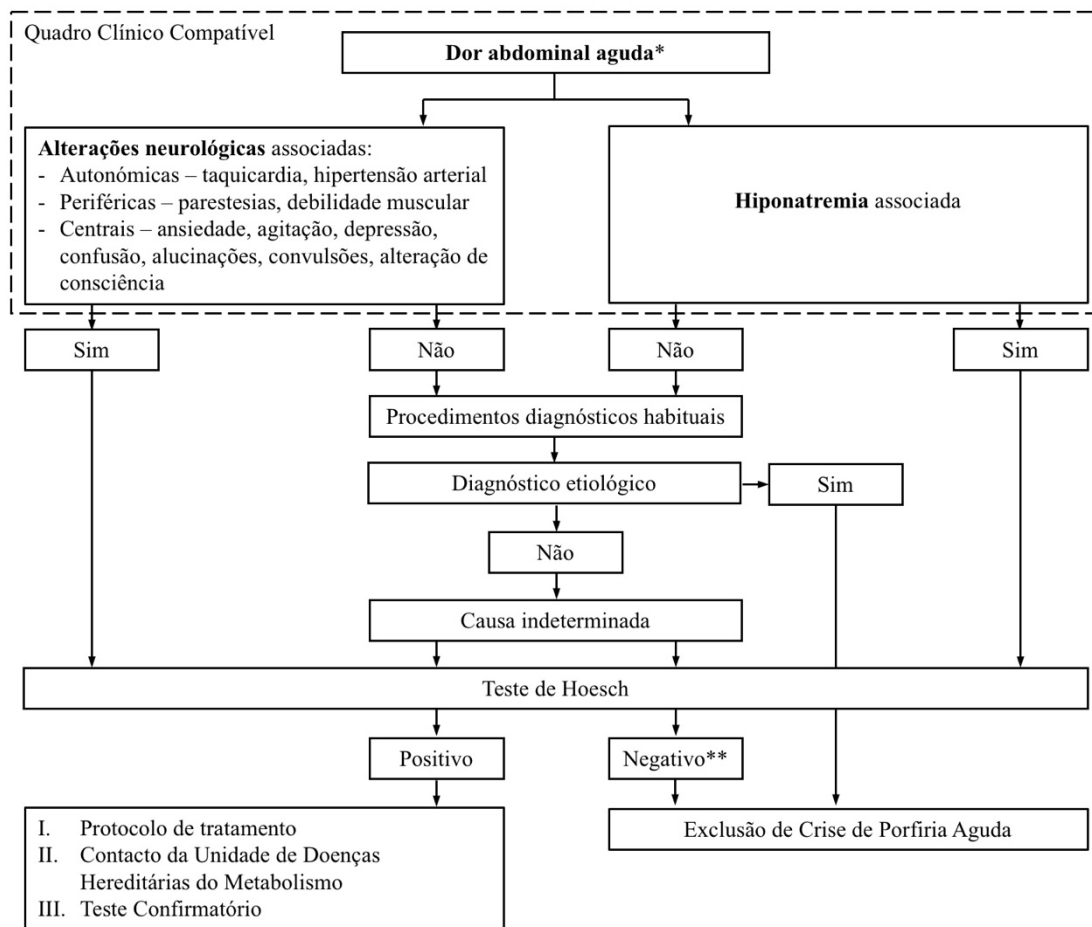 Quadro Clínico Compatível
Dor abdominal aguda*
Alterações neurológicas associadas:
- Autonómicas – taquicardia, hipertensão arterial
- Periféricas – parestesias, debilidade muscular
- Centrais – ansiedade, agitação, depressão,
confusão, alucinações, convulsões, alteração de
consciência
Hiponatremia associada
Sim
Não
Não
Sim
Procedimentos diagnósticos habituais
Diagnóstico etiológico
Sim
Não
Causa indeterminada
Teste de Hoesch
Positivo
Negativo**
I. Protocolo de tratamento
II. Contacto da Unidade de Doenças
Hereditárias do Metabolismo
III. Teste Confirmatório
Exclusão de Crise de Porfiria Aguda